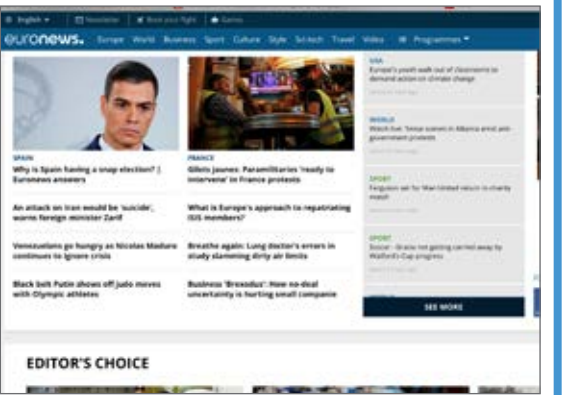 English Newsletter Book your flight Games
euronews. Europe World Business Sport Culture Style Sci-tech Travel Video Programmes
SPAIN
Why is Spain having a snap election? |
Euronews answers
An attack on Iran would be 'suicide',
warns foreign minister Zarif
Venezuelans go hungry as Nicolas Maduro
continues to ignore crisis
Black belt Putin shows off judo moves
with Olympic athletes
FRANCE
Gilets jaunes: Paramilitaries 'ready to
intervene' in France protests
What is Europe's approach to repatriating
ISIS members?
Breathe again: Lung doctor's errors in
study slamming dirty air limits
Business 'Brexodus': How no-deal
uncertainty is hurting small companie
USA
Europe's youth walk out of classrooms to
demand action on climate change
WORLD
Watch live: Tense scenes in Albania amid anti-
government protests
SPORT
Ferguson set for Man United return in charity
match
SPORT
Soccer - not getting carried away by
Watford's Cup progress
SEE MORE
EDITOR'S CHOICE